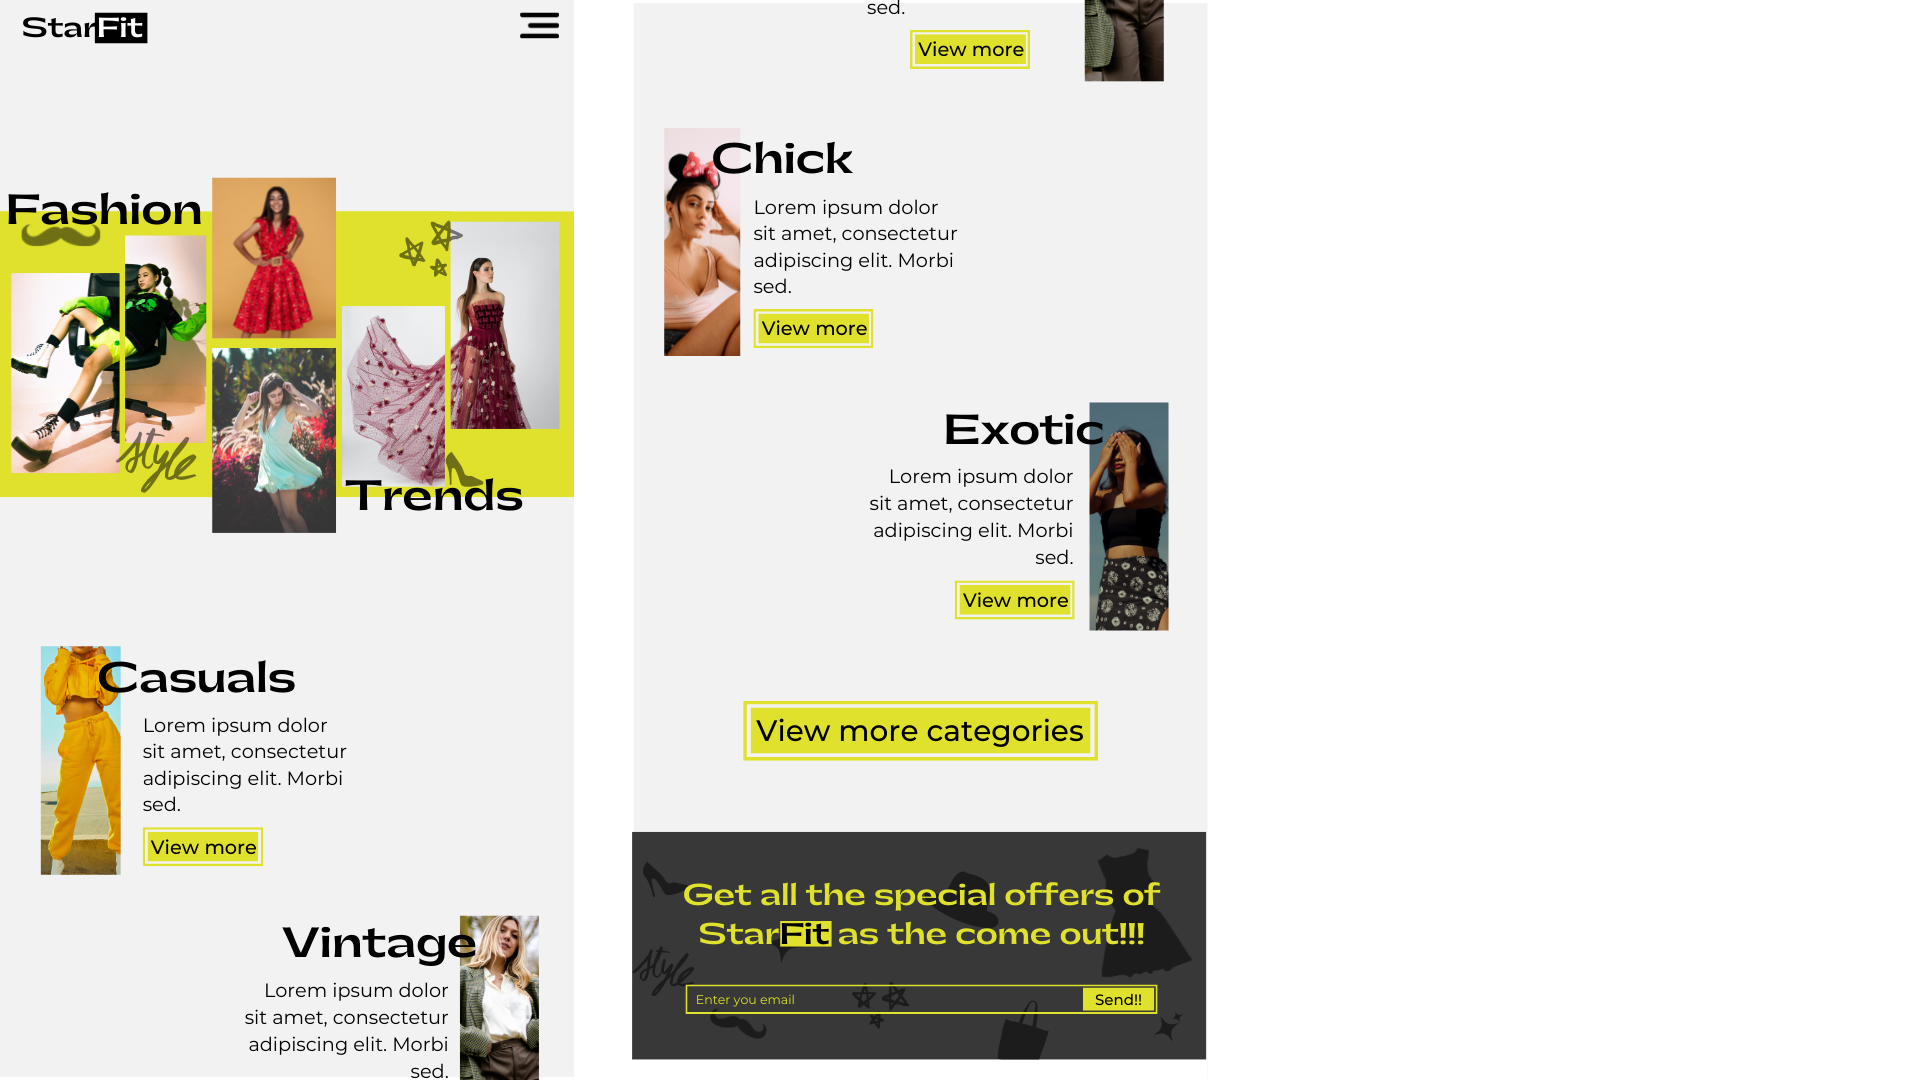 StarFit
Fashion
style
Trends
Casuals
Lorem ipsum dolor
sit amet, consectetur
adipiscing elit. Morbi
sed.
View more
Vintage
Lorem ipsum dolor
sit amet, consectetur
adipiscing elit. Morbi
sed.
sed.
View more
Chick
Lorem ipsum dolor
sit amet, consectetur
adipiscing elit. Morbi
sed.
View more
Exotic
Lorem ipsum dolor
sit amet, consectetur
adipiscing elit. Morbi
sed.
View more
View more categories
Get all the special offers of
StarFit as the come out!!!
style
Enter you email
Send!!